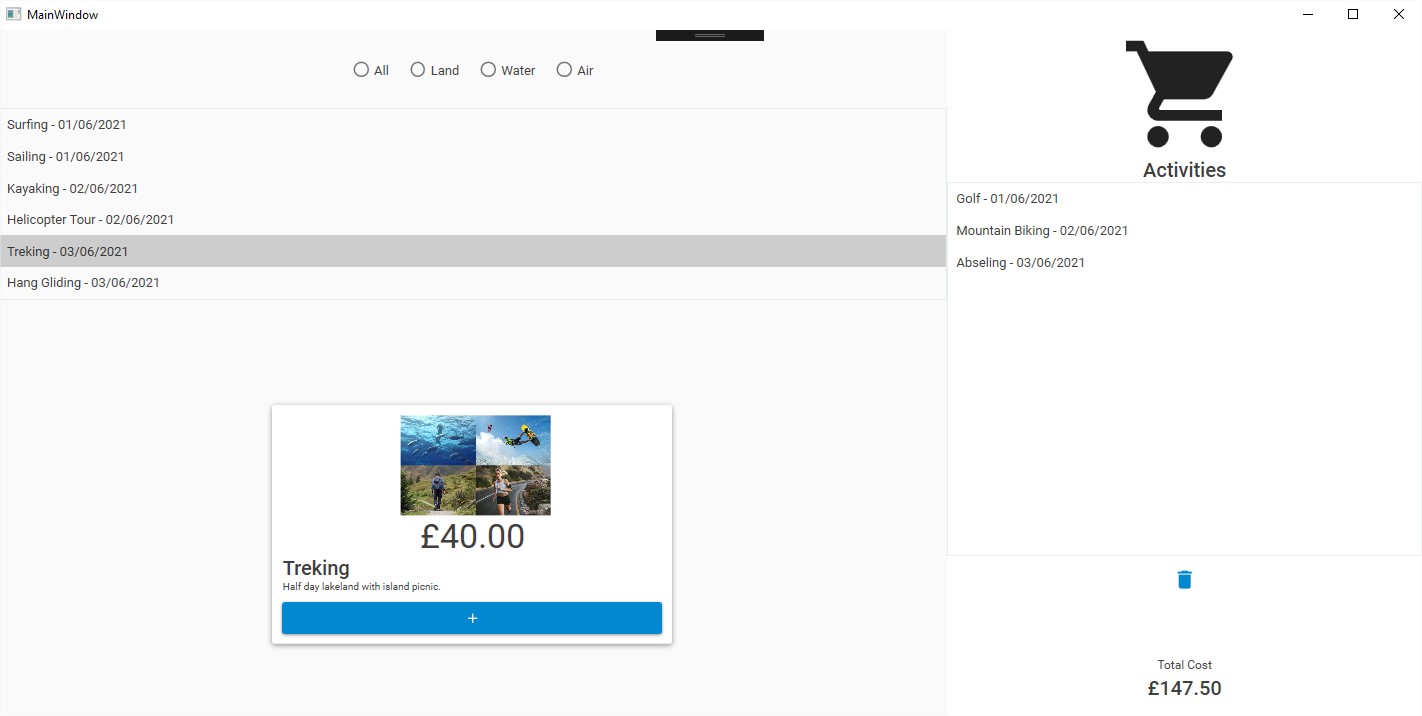 MainWindow
All Land Water Air
Surfing - 01/06/2021
Sailing - 01/06/2021
Kayaking - 02/06/2021
Helicopter Tour - 02/06/2021
Treking - 03/06/2021
Hang Gliding - 03/06/2021
£40.00
Treking
Half day lakeland with island picnic.
+
Activities
Golf - 01/06/2021
Mountain Biking - 02/06/2021
Abseling - 03/06/2021
Total Cost
£147.50